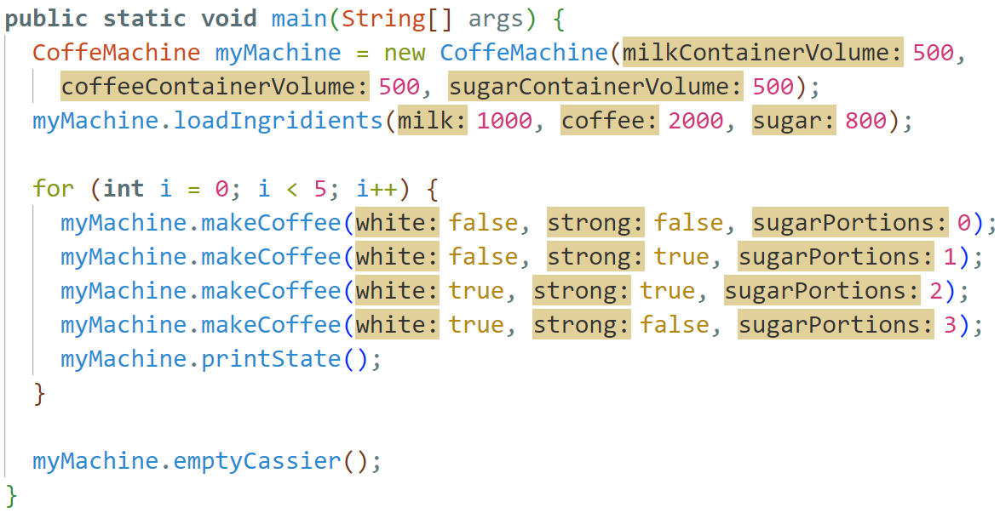 public static void main(String[] args) {
CoffeMachine myMachine = new CoffeMachine(milkContainerVolume: 500,
coffeeContainerVolume: 500, sugarContainerVolume: 500);
myMachine.loadIngridients(milk: 1000, coffee: 2000, sugar: 800);
for (int i = 0; i < 5; i++) {
myMachine.makeCoffee(white: false, strong: false, sugarPortions: 0);
myMachine.makeCoffee(white: false, strong: true, sugarPortions: 1);
myMachine.makeCoffee(white: true, strong: true, sugarPortions: 2);
myMachine.makeCoffee(white: true, strong: false, sugarPortions: 3);
myMachine.printState();
}
myMachine.emptyCassier();
}